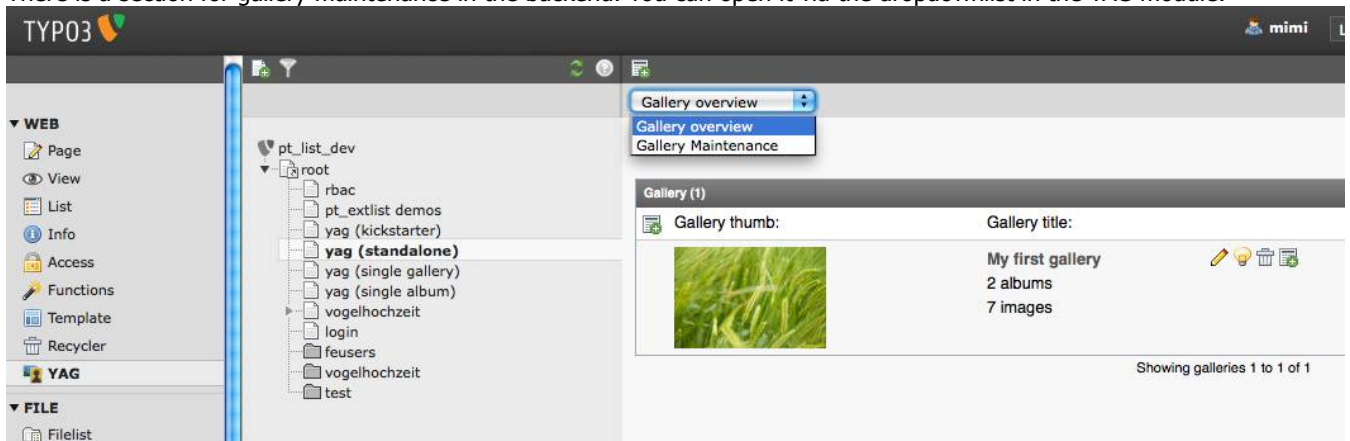 There is a section for gallery maintenance in the backend. You can open it via the dropdownlist in the YAG module.
TYPO3
mimi
Gallery overview
Gallery overview
Gallery Maintenance
WEB
Page
View
List
Info
Access
Functions
Template
Recycler
YAG
FILE
Filelist
pt_list_dev
root
rbac
pt_extlist demos
yag (kickstarter)
yag (standalone)
yag (single gallery)
yag (single album)
vogelhochzeit
login
feusers
vogelhochzeit
test
Gallery (1)
Gallery thumb:
Gallery title:
My first gallery
2 albums
7 images
Showing galleries 1 to 1 of 1